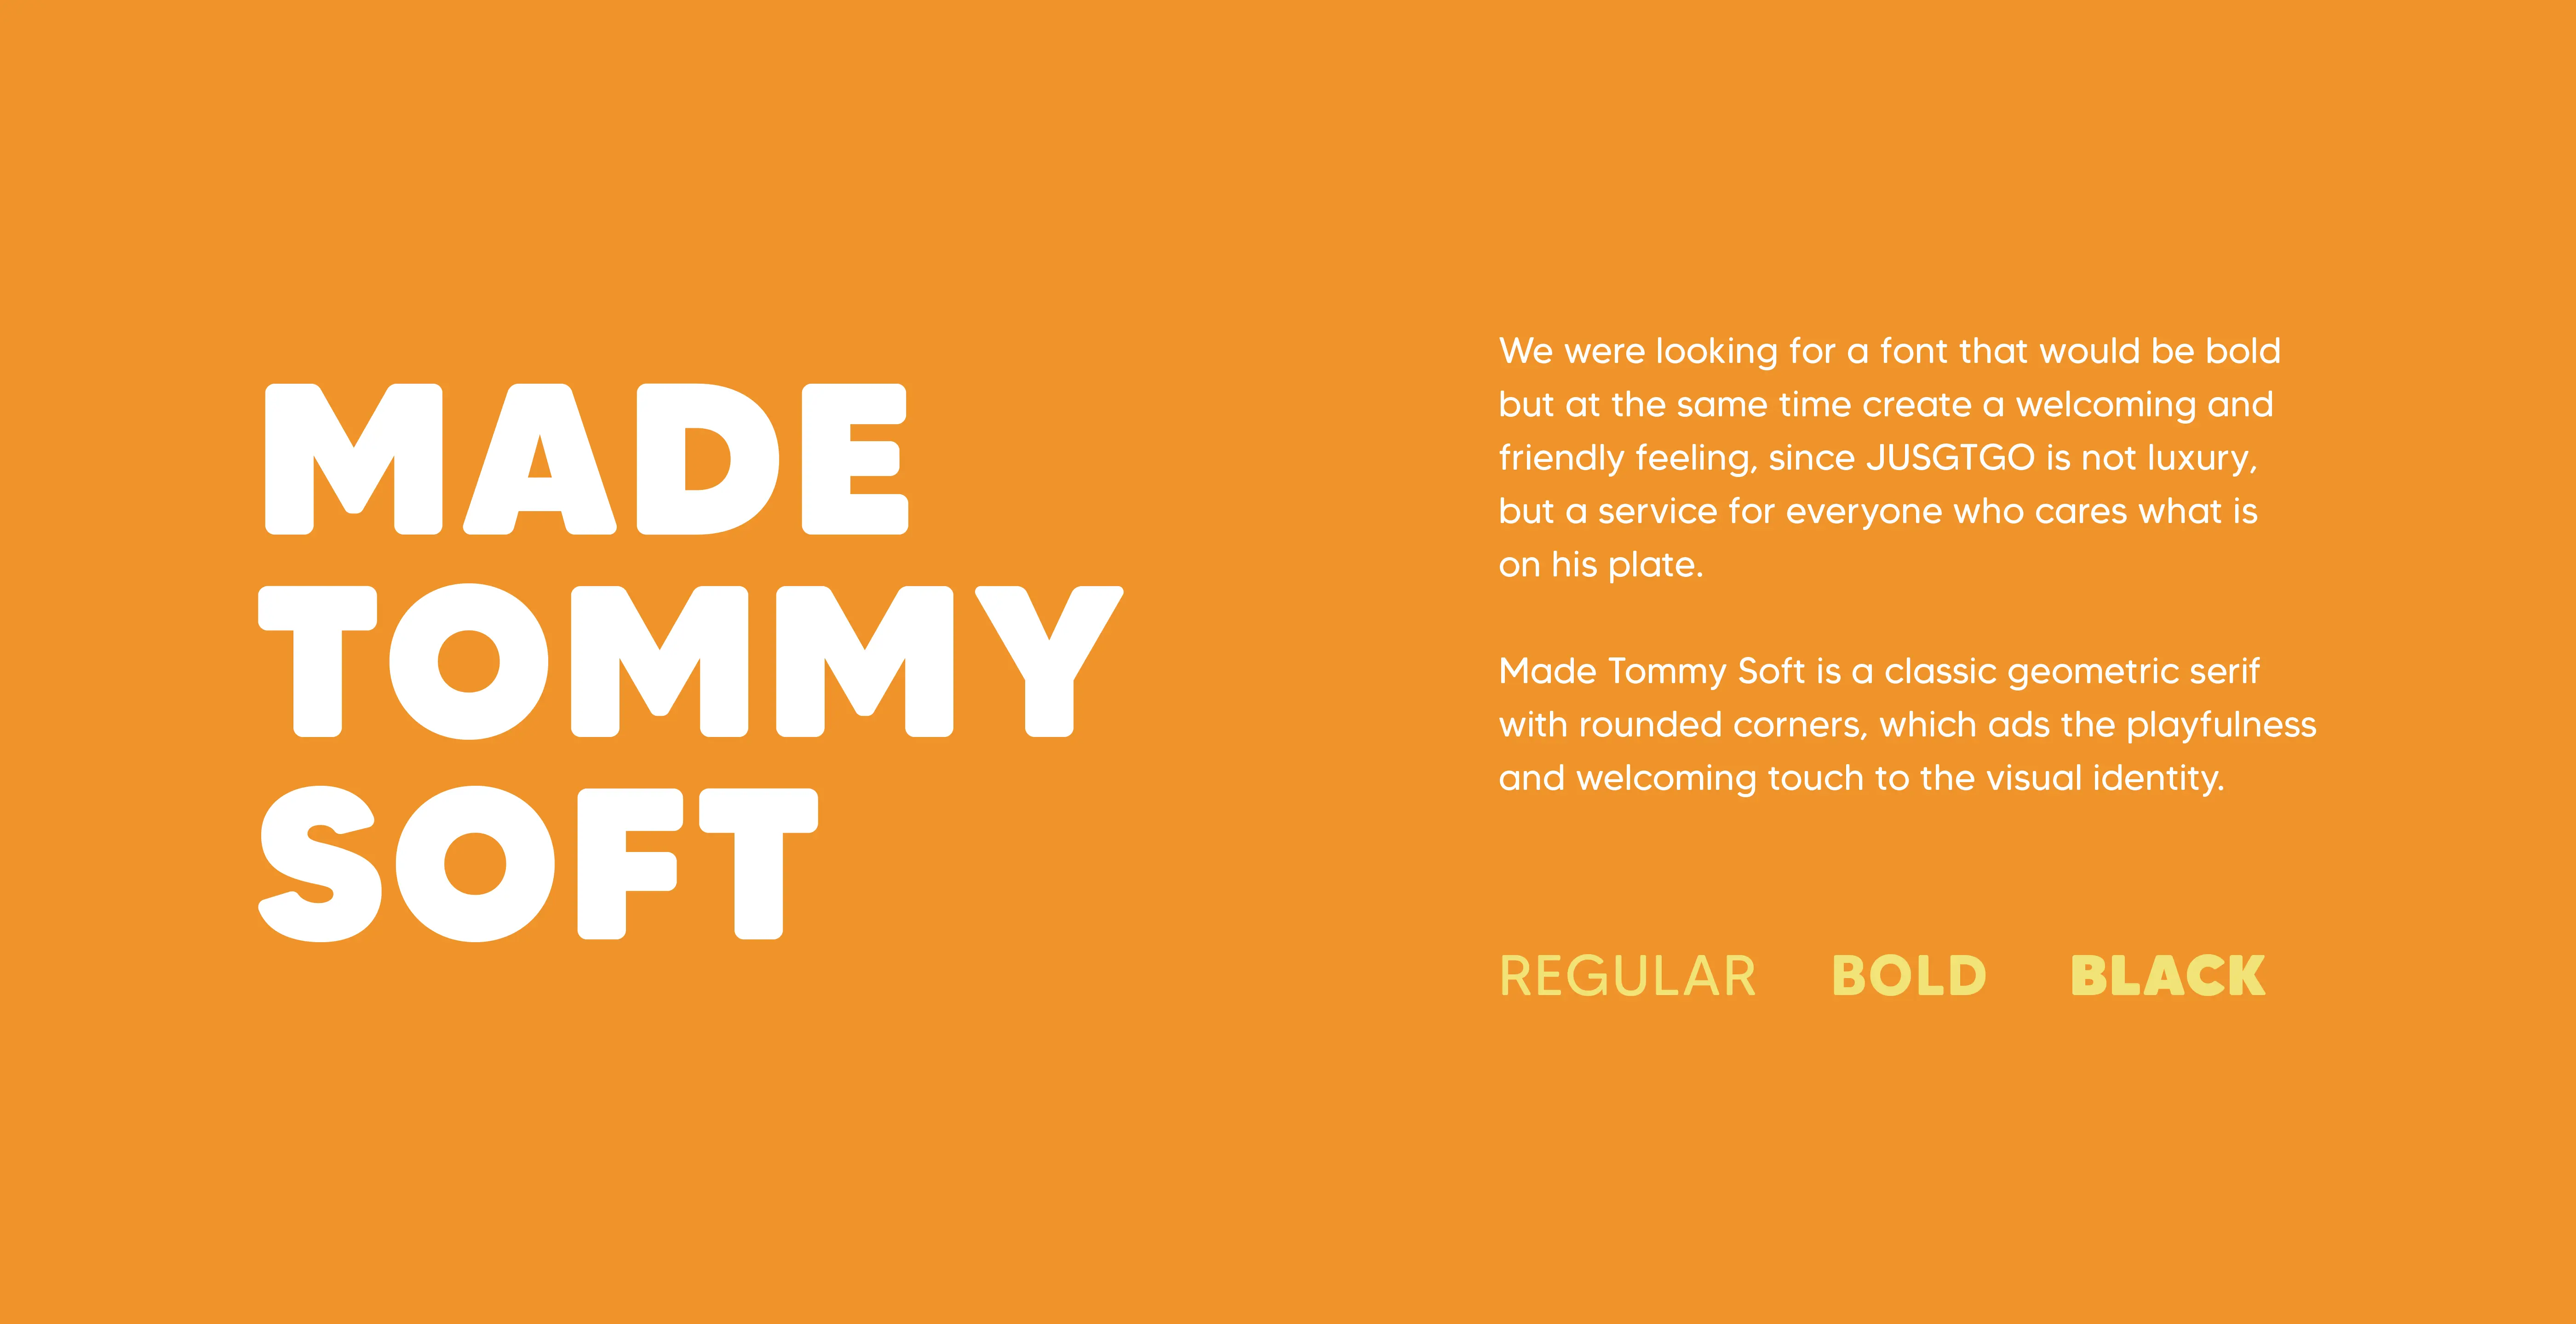 MADE
TOMMY
SOFT
We were looking for a font that would be bold
but at the same time create a welcoming and
friendly feeling, since JUSGTGO is not luxury,
but a service for everyone who cares what is
on his plate.
Made Tommy Soft is a classic geometric serif
with rounded corners, which ads the playfulness
and welcoming touch to the visual identity.
REGULAR BOLD BLACK